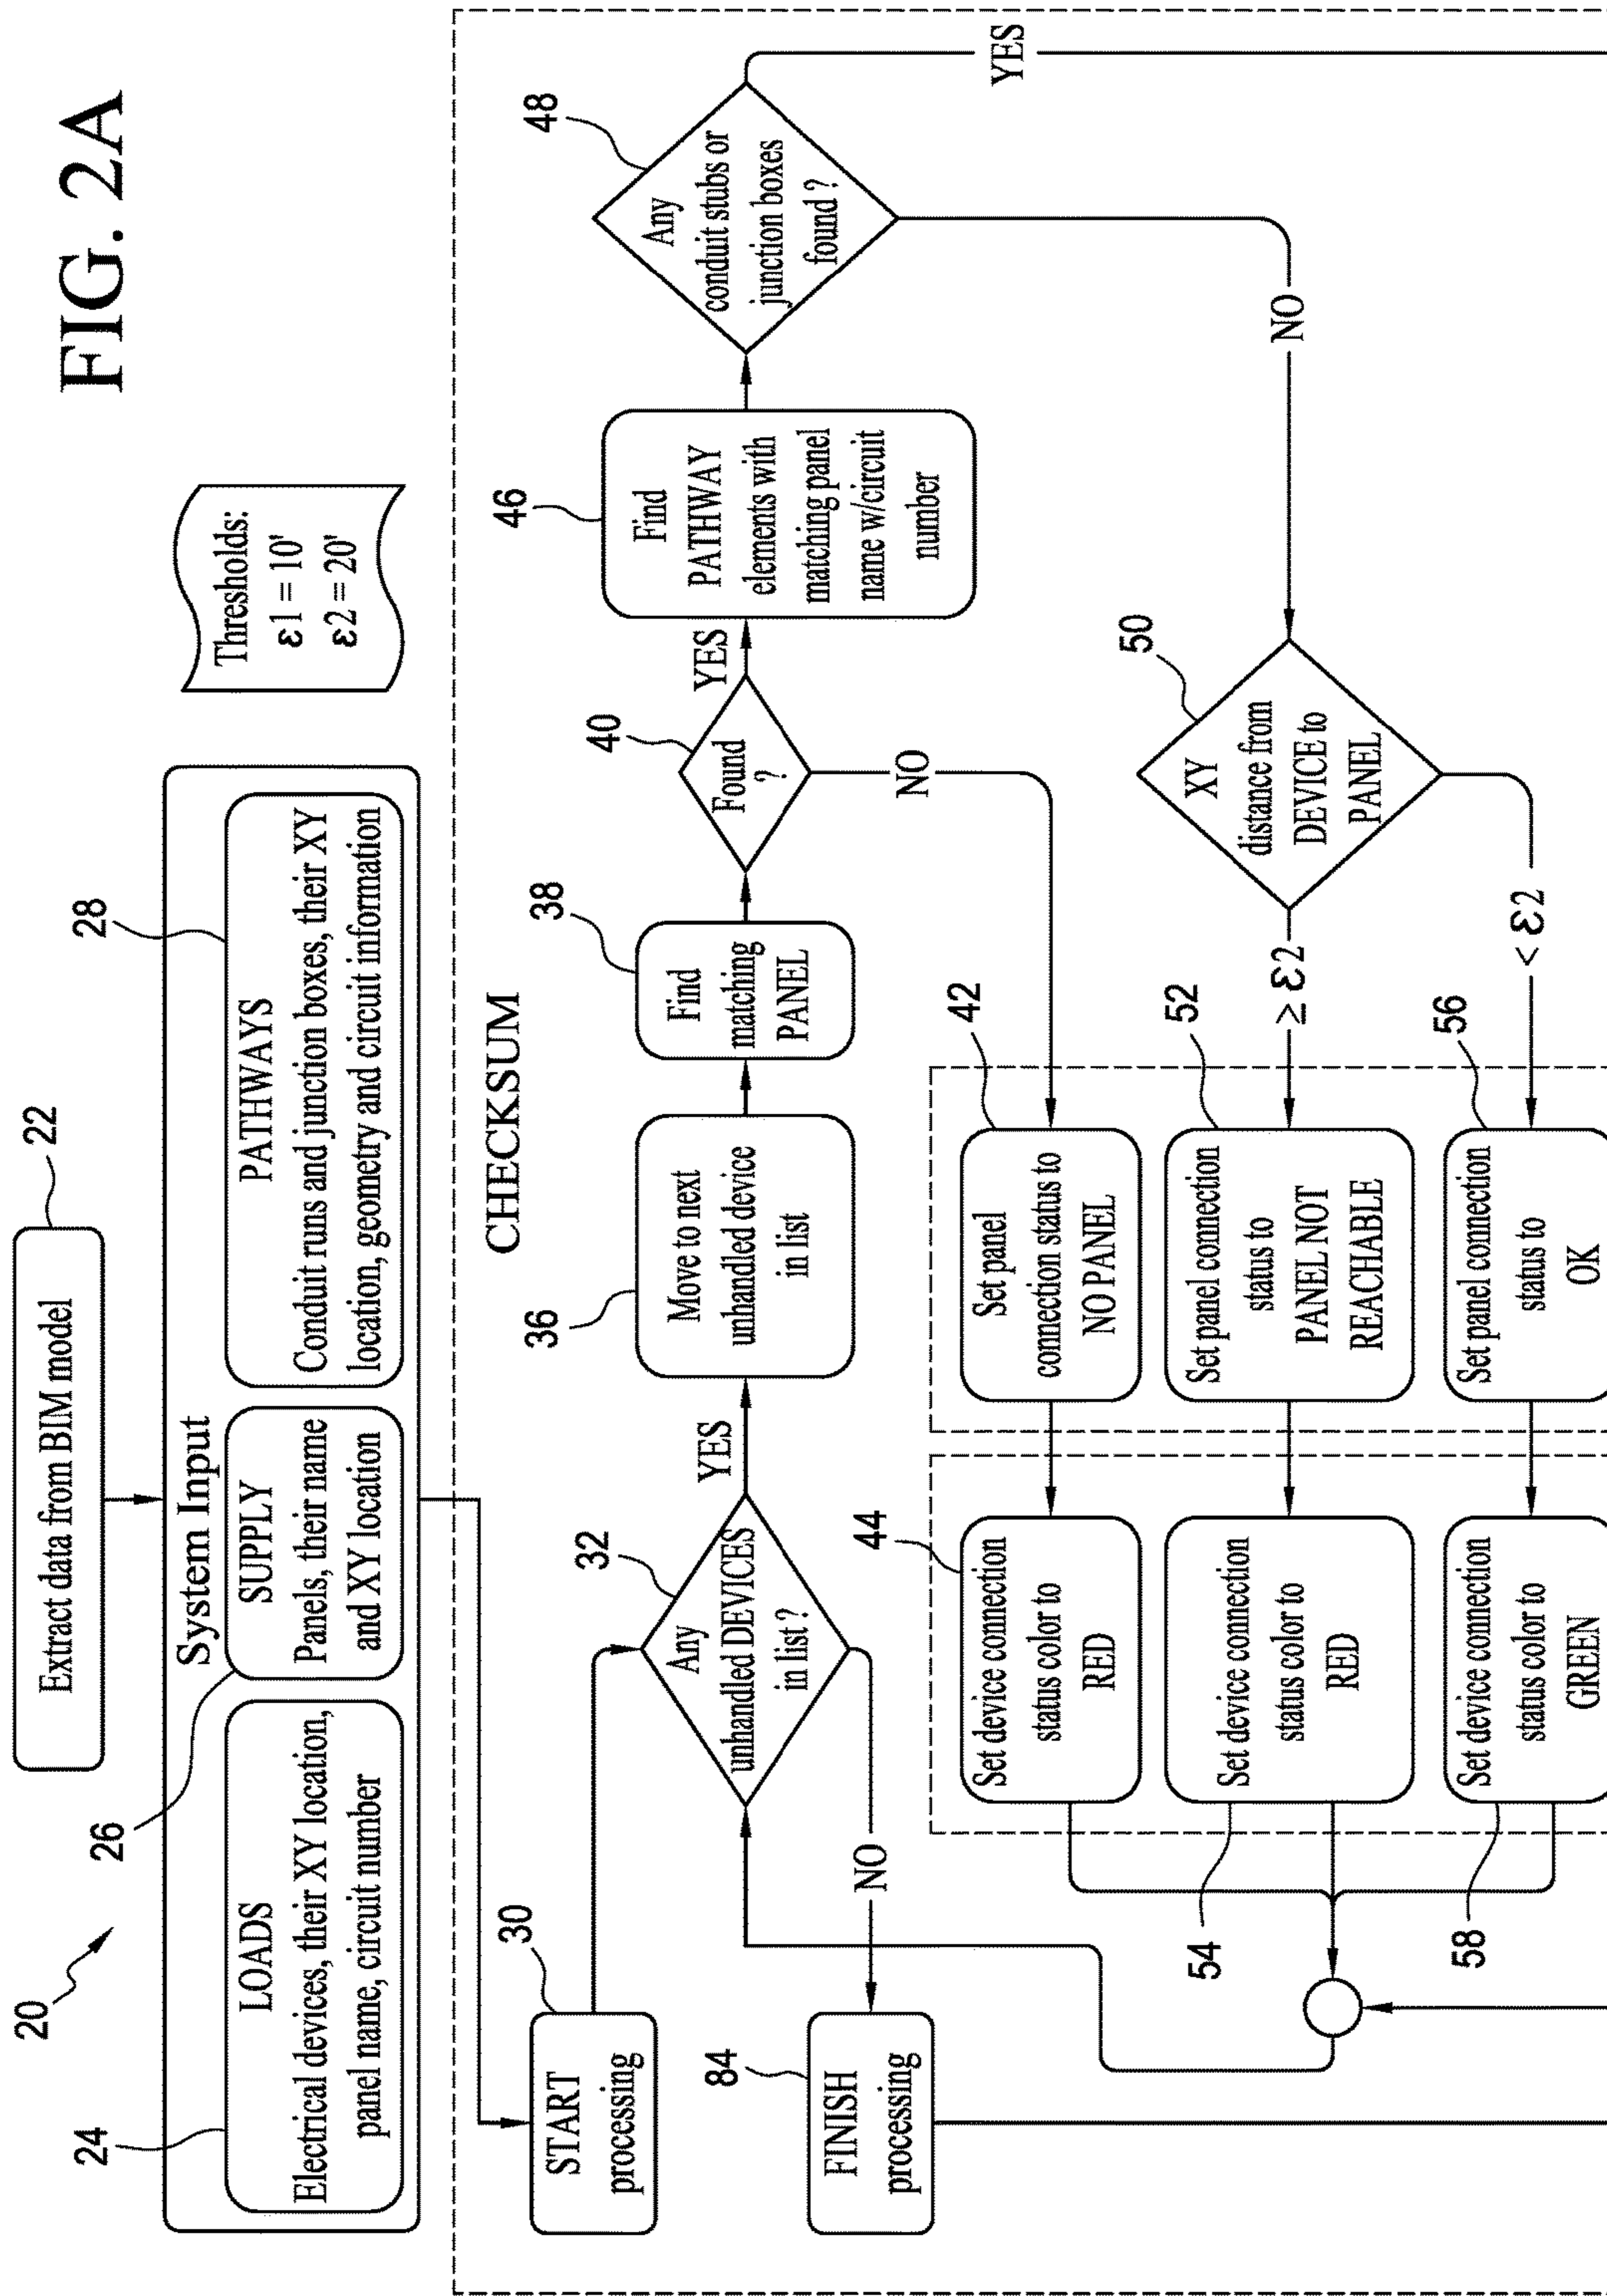 FIG. 2A
20
22
Extract data from BIM model
System Input
24
LOADS
Electrical devices, their XY location,
panel name, circuit number
26
SUPPLY
Panels, their name
and XY location
28
PATHWAYS
Conduit runs and junction boxes, their XY
location, geometry and circuit information
Thresholds:
ε1 = 10'
ε2 = 20'
CHECKSUM
30
START
processing
32
Any
unhandled DEVICES
in list ?
YES
NO
36
Move to next
unhandled device
in list
38
Find
matching
PANEL
40
Found
?
YES
NO
46
Find
PATHWAY
elements with
matching panel
name w/circuit
number
48
Any
conduit stubs or
junction boxes
found ?
YES
NO
84
FINISH
processing
44
Set device connection
status color to
RED
42
Set panel
connection status to
NO PANEL
50
XY
distance from
DEVICE to
PANEL
≥ ε2
< ε2
54
Set device connection
status color to
RED
52
Set panel connection
status to
PANEL NOT
REACHABLE
58
Set device connection
status color to
GREEN
56
Set panel connection
status to
OK